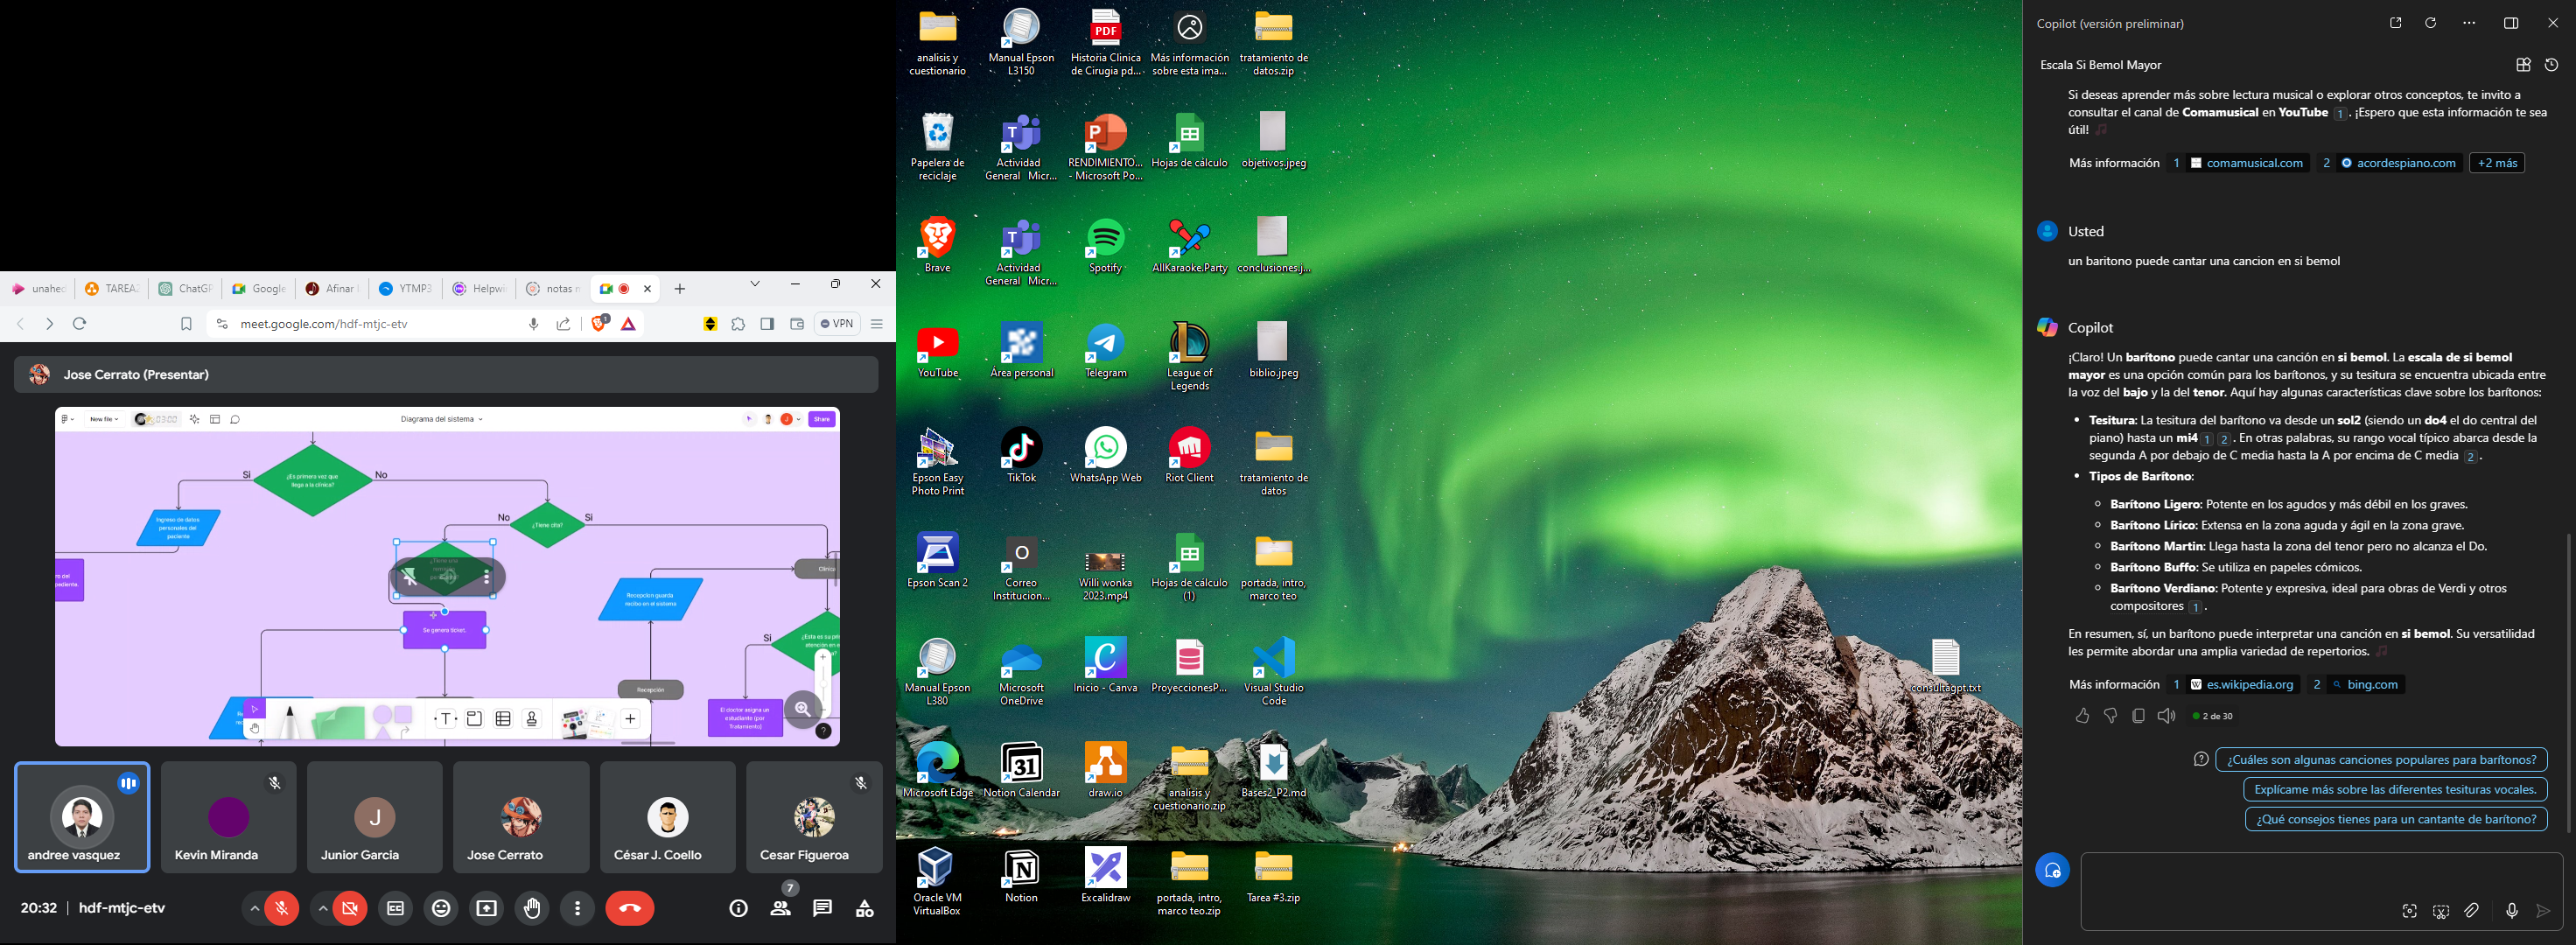 unahed
TAREA2
ChatGP
Google
Afinar
YTMP3
Helpwi
notas m
meet.google.com/hdf-mtjc-etv
1
VPN
Jose Cerrato (Presentar)
New file
03:00
Diagrama del sistema
Share
¿Es primera vez que
llega a la clínica?
Si
No
Ingreso de datos
personales del
paciente
No
¿Tiene cita?
Si
Clínica
Recepcion guarda
recibo en el sistema
Se genera ticket.
Si
Recepción
El doctor asigna un
estudiante (por
Tratamiento)
T
?
andree vasquez
Kevin Miranda
J
Junior Garcia
Jose Cerrato
César J. Coello
Cesar Figueroa
20:32 | hdf-mtjc-etv
7
analisis y
cuestionario
Manual Epson
L3150
PDF
Historia Clinica
de Cirugia pd...
Más información
sobre esta ima...
tratamiento de
datos.zip
Papelera de
reciclaje
Actividad
General Micr...
RENDIMIENTO...
- Microsoft Po...
Hojas de cálculo
objetivos.jpeg
Brave
Actividad
General Micr...
Spotify
AllKaraoke.Party
conclusiones.j...
YouTube
Área personal
Telegram
League of
Legends
biblio.jpeg
Epson Easy
Photo Print
TikTok
WhatsApp Web
Riot Client
tratamiento de
datos
Epson Scan 2
O
Correo
Institucion...
Willi wonka
2023.mp4
Hojas de cálculo
(1)
portada, intro,
marco teo
Manual Epson
L380
Microsoft
OneDrive
Inicio - Canva
ProyeccionesP...
Visual Studio
Code
consultagpt.txt
Microsoft Edge
31
Notion Calendar
draw.io
analisis y
cuestionario.zip
Bases2_P2.md
Oracle VM
VirtualBox
Notion
Excalidraw
portada, intro,
marco teo.zip
Tarea #3.zip
Copilot (versión preliminar)
Escala Si Bemol Mayor
Si deseas aprender más sobre lectura musical o explorar otros conceptos, te invito a
consultar el canal de Comamusical en YouTube 1. ¡Espero que esta información te sea
útil!
Más información 1 comamusical.com 2 acordespiano.com +2 más
Usted
un baritono puede cantar una cancion en si bemol
Copilot
¡Claro! Un barítono puede cantar una canción en si bemol. La escala de si bemol
mayor es una opción común para los barítonos, y su tesitura se encuentra ubicada entre
la voz del bajo y la del tenor. Aquí hay algunas características clave sobre los barítonos:
Tesitura: La tesitura del barítono va desde un sol2 (siendo un do4 el do central del
piano) hasta un mi4 1 2. En otras palabras, su rango vocal típico abarca desde la
segunda A por debajo de C media hasta la A por encima de C media 2.
Tipos de Barítono:
Barítono Ligero: Potente en los agudos y más débil en los graves.
Barítono Lírico: Extensa en la zona aguda y ágil en la zona grave.
Barítono Martin: Llega hasta la zona del tenor pero no alcanza el Do.
Barítono Buffo: Se utiliza en papeles cómicos.
Barítono Verdiano: Potente y expresiva, ideal para obras de Verdi y otros
compositores 1.
En resumen, sí, un barítono puede interpretar una canción en si bemol. Su versatilidad
les permite abordar una amplia variedad de repertorios.
Más información 1 es.wikipedia.org 2 bing.com
2 de 30
¿Cuáles son algunas canciones populares para barítonos?
Explícame más sobre las diferentes tesituras vocales.
¿Qué consejos tienes para un cantante de barítono?